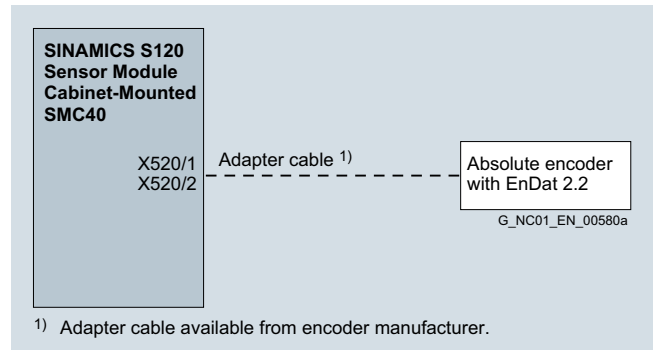 SINAMICS S120
Sensor Module
Cabinet-Mounted
SMC40
X520/1
X520/2
Adapter cable 1)
Absolute encoder
with EnDat 2.2
G_NC01_EN_00580a
1) Adapter cable available from encoder manufacturer.